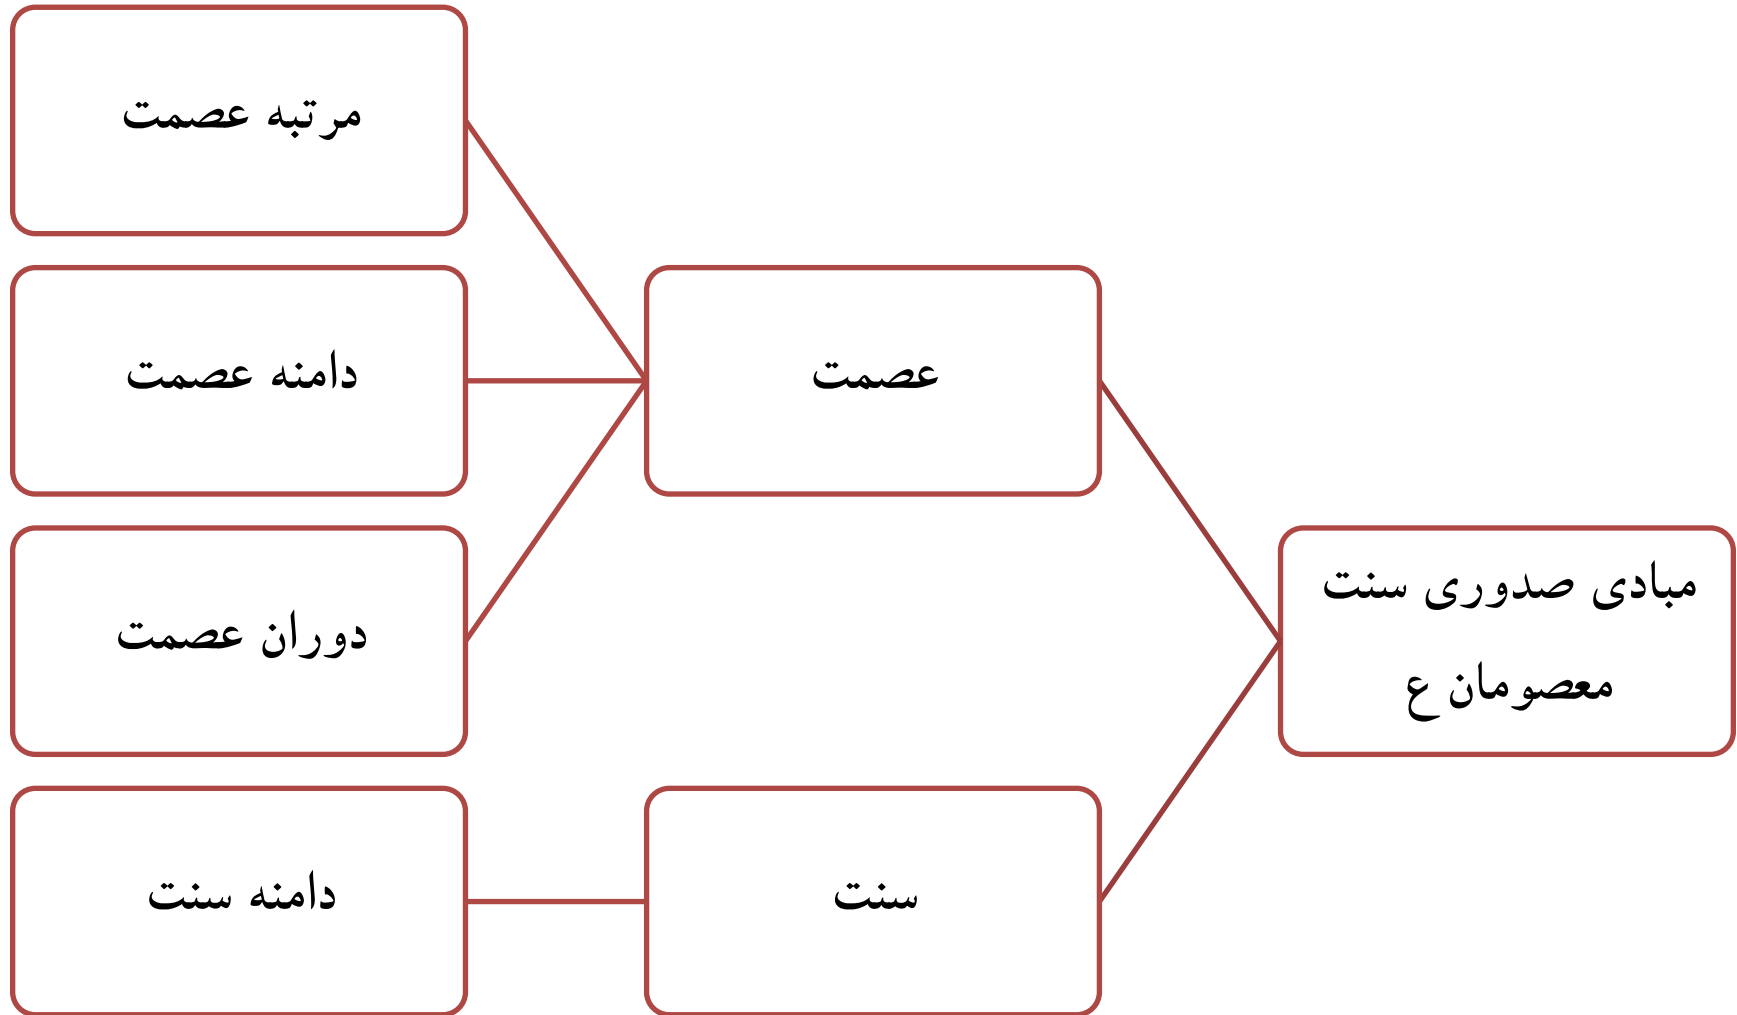 مبادی صدوری سنت
معصومان ع
عصمت
مرتبه عصمت
دامنه عصمت
دوران عصمت
سنت
دامنه سنت